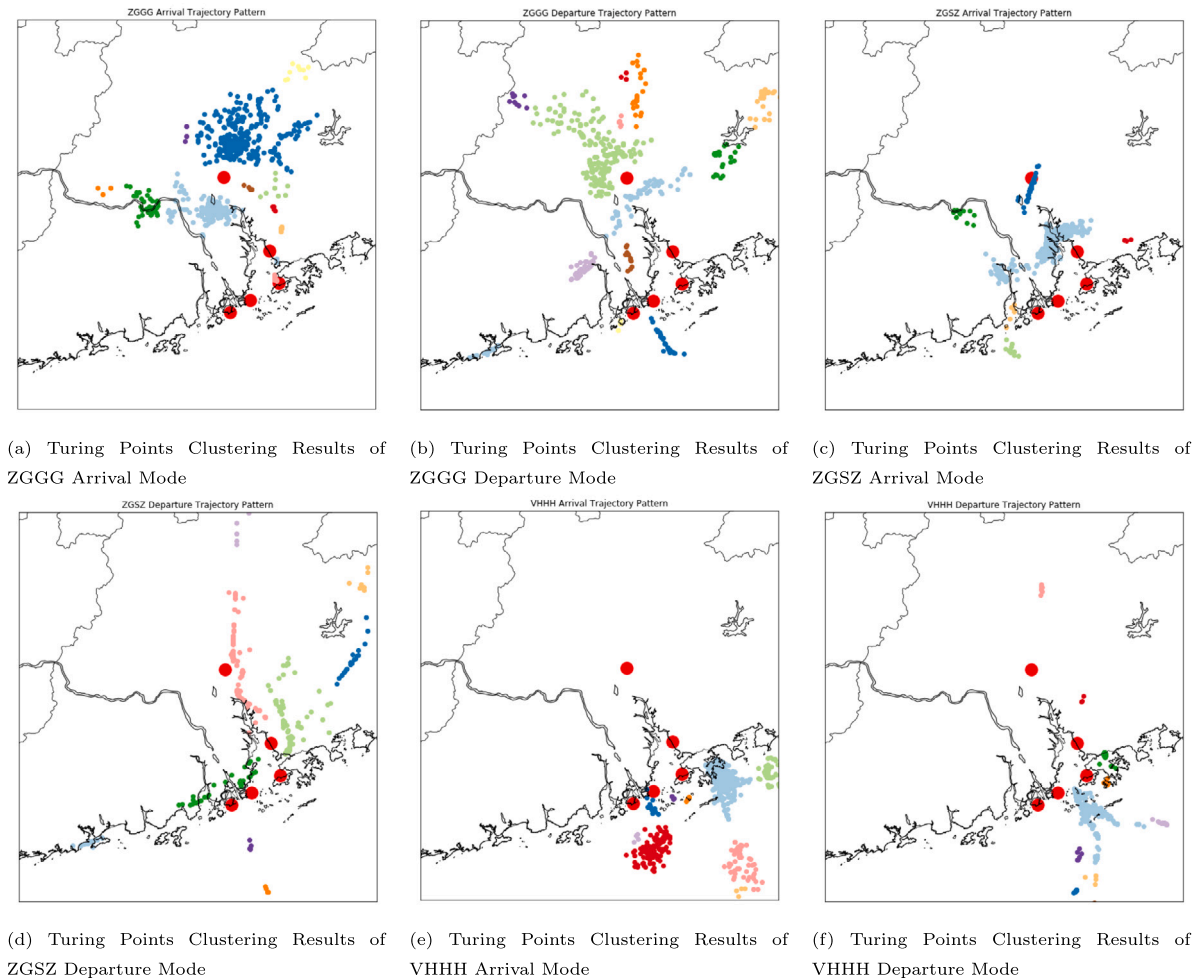 ZGGG Arrival Trajectory Pattern
ZGGG Departure Trajectory Pattern
ZGSZ Arrival Trajectory Pattern
(a) Turing Points Clustering Results of
ZGGG Arrival Mode
(b) Turing Points Clustering Results of
ZGGG Departure Mode
(c) Turing Points Clustering Results of
ZGSZ Arrival Mode
ZGSZ Departure Trajectory Pattern
VHHH Arrival Trajectory Pattern
VHHH Departure Trajectory Pattern
(d) Turing Points Clustering Results of
ZGSZ Departure Mode
(e) Turing Points Clustering Results of
VHHH Arrival Mode
(f) Turing Points Clustering Results of
VHHH Departure Mode